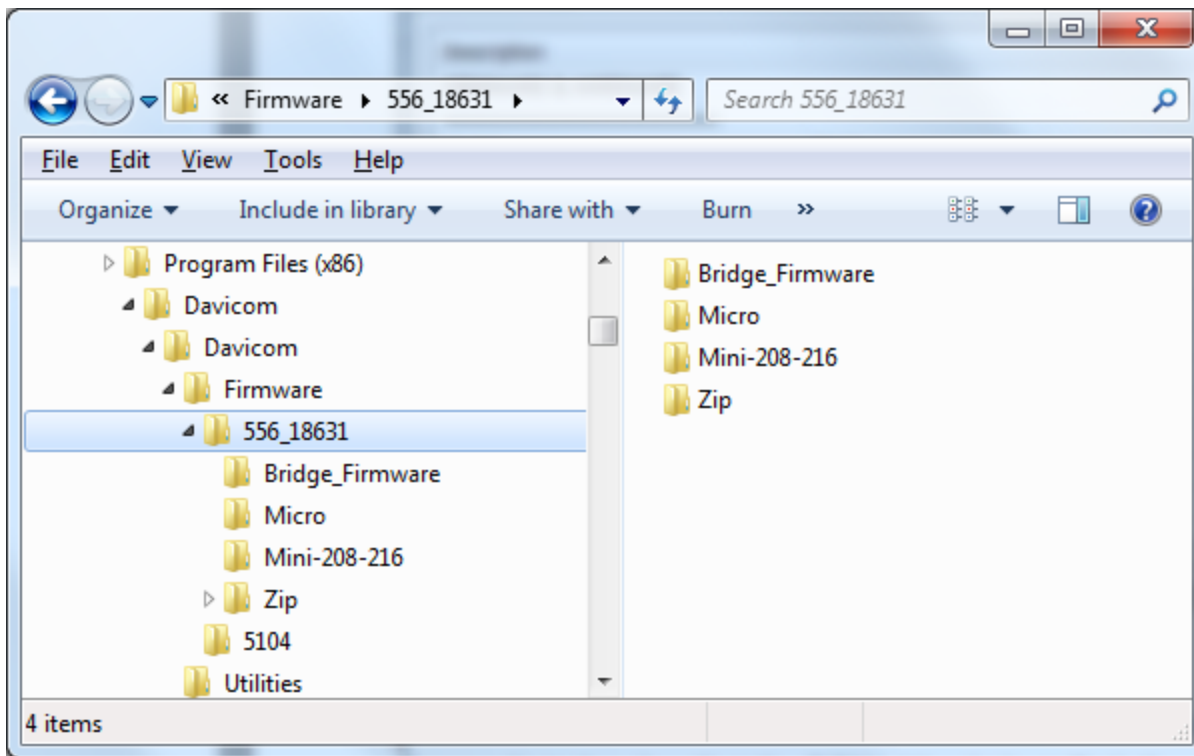 « Firmware ▸ 556_18631 ▸ Search 556_18631
File Edit View Tools Help
Organize Include in library Share with Burn »
Program Files (x86)
Davicom
Davicom
Firmware
556_18631
Bridge_Firmware
Micro
Mini-208-216
Zip
5104
Utilities
Bridge_Firmware
Micro
Mini-208-216
Zip
4 items